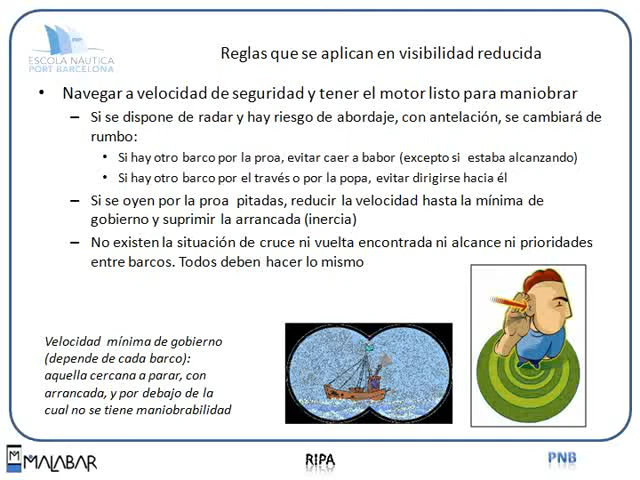 ESCOLA NÀUTICA
PORT BARCELONA
Reglas que se aplican en visibilidad reducida
• Navegar a velocidad de seguridad y tener el motor listo para maniobrar
– Si se dispone de radar y hay riesgo de abordaje, con antelación, se cambiará de
rumbo:
• Si hay otro barco por la proa, evitar caer a babor (excepto si estaba alcanzando)
• Si hay otro barco por el través o por la popa, evitar dirigirse hacia él
– Si se oyen por la proa pitadas, reducir la velocidad hasta la mínima de
gobierno y suprimir la arrancada (inercia)
– No existen la situación de cruce ni vuelta encontrada ni alcance ni prioridades
entre barcos. Todos deben hacer lo mismo
Velocidad mínima de gobierno
(depende de cada barco):
aquella cercana a parar, con
arrancada, y por debajo de la
cual no se tiene maniobrabilidad
MALABAR
RIPA
PNB